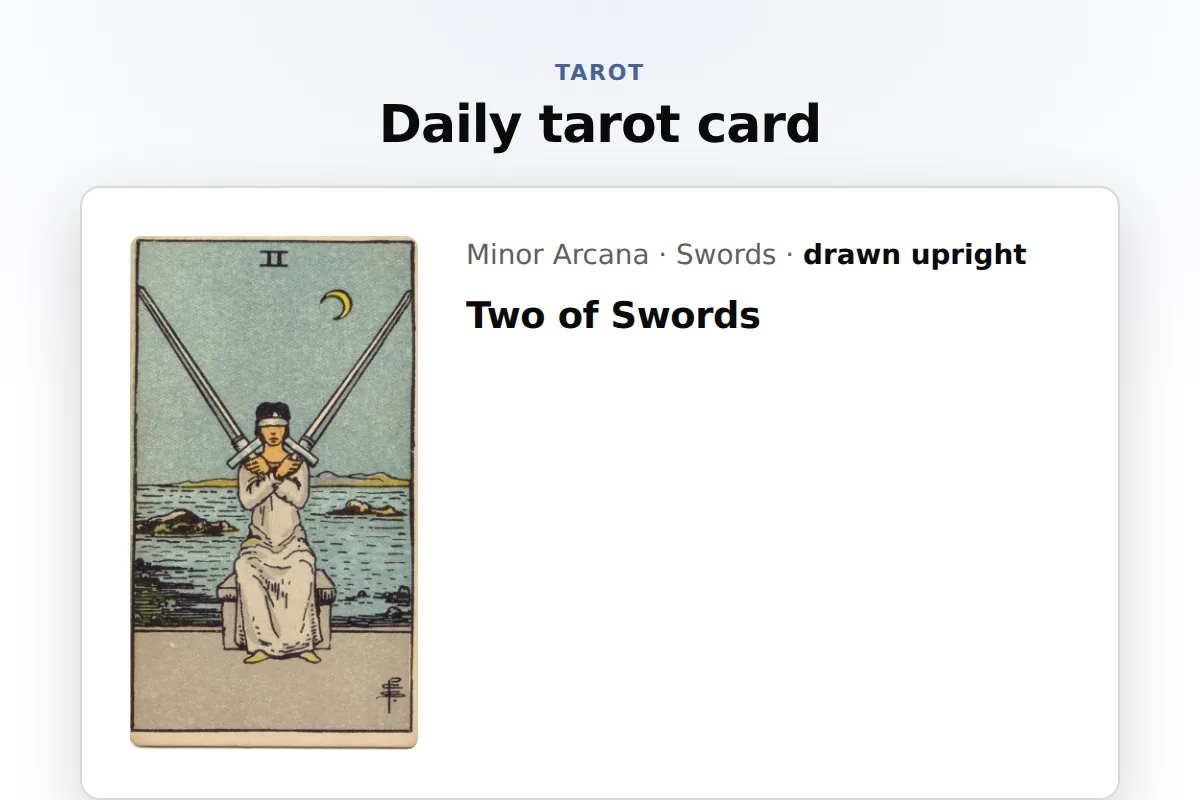 TAROT
Daily tarot card
II
Minor Arcana · Swords · drawn upright
Two of Swords